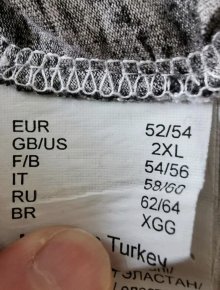 EUR 52/54
GB/US 2XL
F/B 54/56
IT 58/60
RU 62/64
BR XGG
Turkey